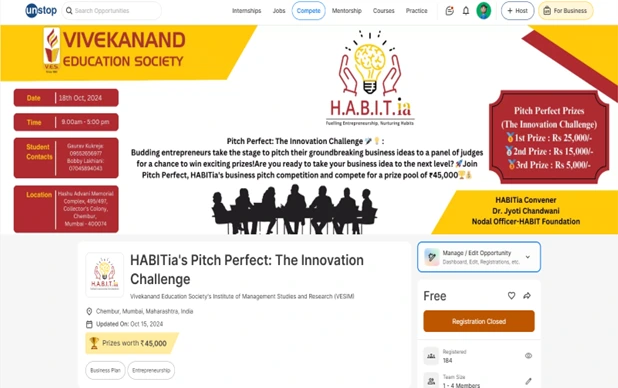 unstop
Search Opportunities
Internships
Jobs
Compete
Mentorship
Courses
Practice
+ Host
For Business
VIVEKANAND
EDUCATION SOCIETY
V.E.S.
Date
18th Oct, 2024
Time
9:00am - 5:00 pm
Student
Contacts
Gaurav Kukreja:
09552656977
Bobby Lakhiani:
07045894043
Location
Hashu Advani Memorial
Complex, 495/497,
Collector's Colony,
Chembur,
Mumbai - 400074
H.A.B.I.T.ia
Fuelling Entrepreneurship, Nurturing Habits
Pitch Perfect: The Innovation Challenge 🚀💡:
Budding entrepreneurs take the stage to pitch their groundbreaking business ideas to a panel of judges
for a chance to win exciting prizes!Are you ready to take your business idea to the next level? 🚀Join
Pitch Perfect, HABITia's business pitch competition and compete for a prize pool of ₹45,000🏆💰
Pitch Perfect Prizes
(The Innovation Challenge)
🥇1st Prize : Rs 25,000/-
🥈2nd Prize : Rs 15,000/-
🥉3rd Prize : Rs 5,000/-
HABITia Convener
Dr. Jyoti Chandwani
Nodal Officer-HABIT Foundation
H.A.B.I.T.ia
HABITia's Pitch Perfect: The Innovation
Challenge
Vivekanand Education Society's Institute of Management Studies and Research (VESIM)
Chembur, Mumbai, Maharashtra, India
Updated On: Oct 15, 2024
Prizes worth ₹45,000
Business Plan
Entrepreneurship
Manage / Edit Opportunity
Dashboard, Edit, Registrations, etc.
Free
Registration Closed
Registered
184
Team Size
1 - 4 Members